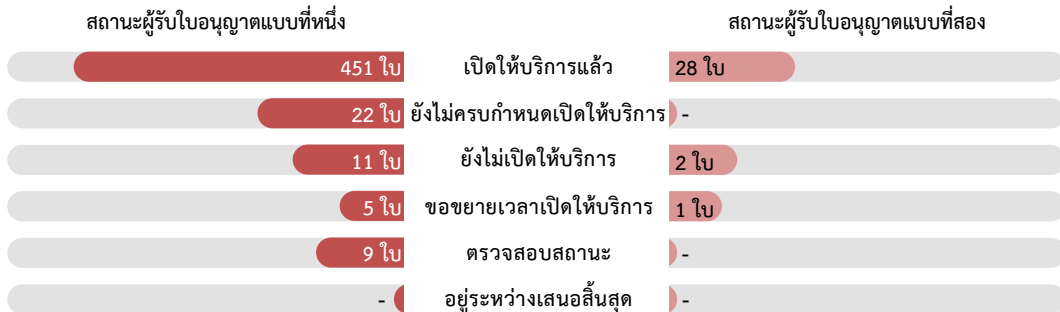 สถานะผู้รับใบอนุญาตแบบที่หนึ่ง สถานะผู้รับใบอนุญาตแบบที่สอง
451 ใบ เปิดให้บริการแล้ว 28 ใบ
22 ใบ ยังไม่ครบกำหนดเปิดให้บริการ -
11 ใบ ยังไม่เปิดให้บริการ 2 ใบ
5 ใบ ขอขยายเวลาเปิดให้บริการ 1 ใบ
9 ใบ ตรวจสอบสถานะ -
- อยู่ระหว่างเสนอสิ้นสุด -